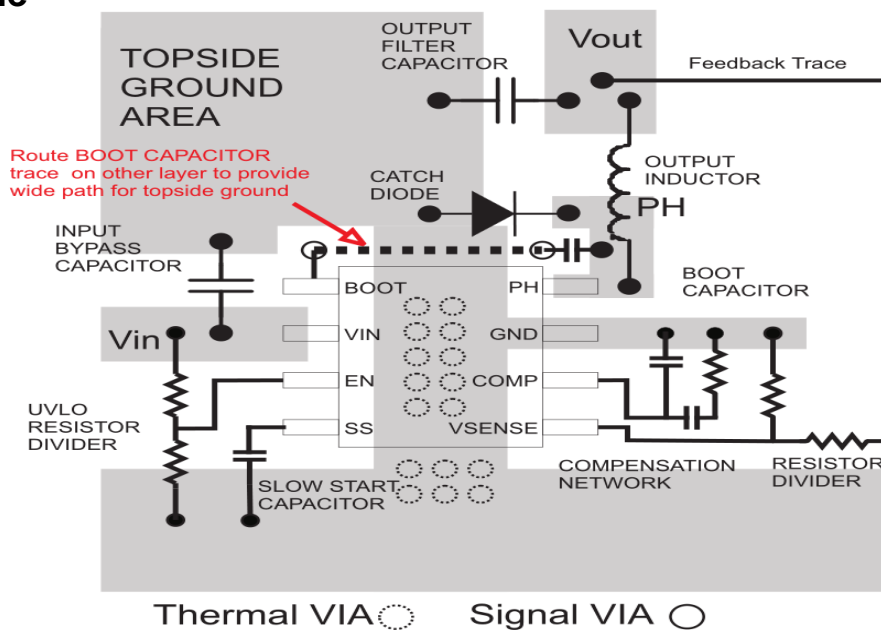 TOPSIDE
GROUND
AREA
OUTPUT
FILTER
CAPACITOR
Vout
Feedback Trace
Route BOOT CAPACITOR
trace on other layer to provide
wide path for topside ground
CATCH
DIODE
OUTPUT
INDUCTOR
PH
INPUT
BYPASS
CAPACITOR
BOOT
CAPACITOR
BOOT
PH
Vin
VIN
GND
EN
COMP
UVLO
RESISTOR
DIVIDER
SS
VSENSE
SLOW START
CAPACITOR
COMPENSATION
NETWORK
RESISTOR
DIVIDER
Thermal VIA
Signal VIA